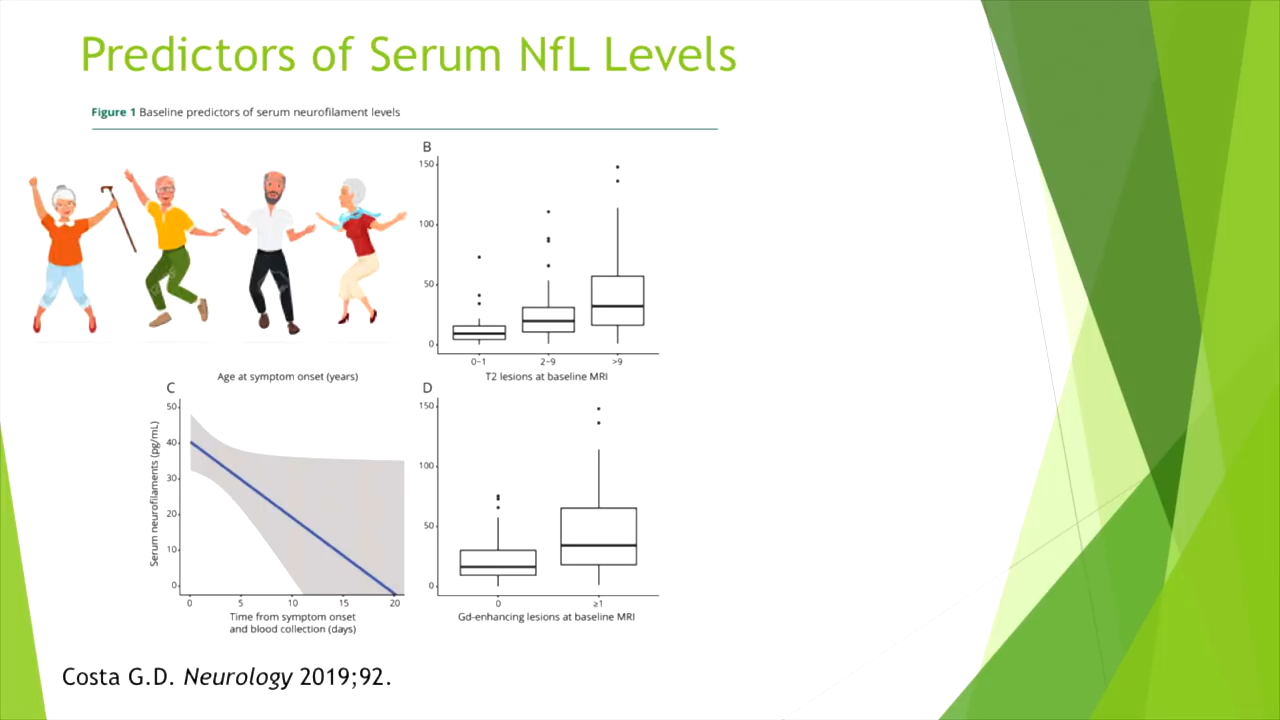 Predictors of Serum NfL Levels
Figure 1 Baseline predictors of serum neurofilament levels
B
150
100
50
0
0–1
2–9
>9
Age at symptom onset (years)
T2 lesions at baseline MRI
C
50
40
30
20
10
0
Serum neurofilaments (pg/mL)
0
5
10
15
20
Time from symptom onset
and blood collection (days)
D
150
100
50
0
0
≥1
Gd-enhancing lesions at baseline MRI
Costa G.D. Neurology 2019;92.